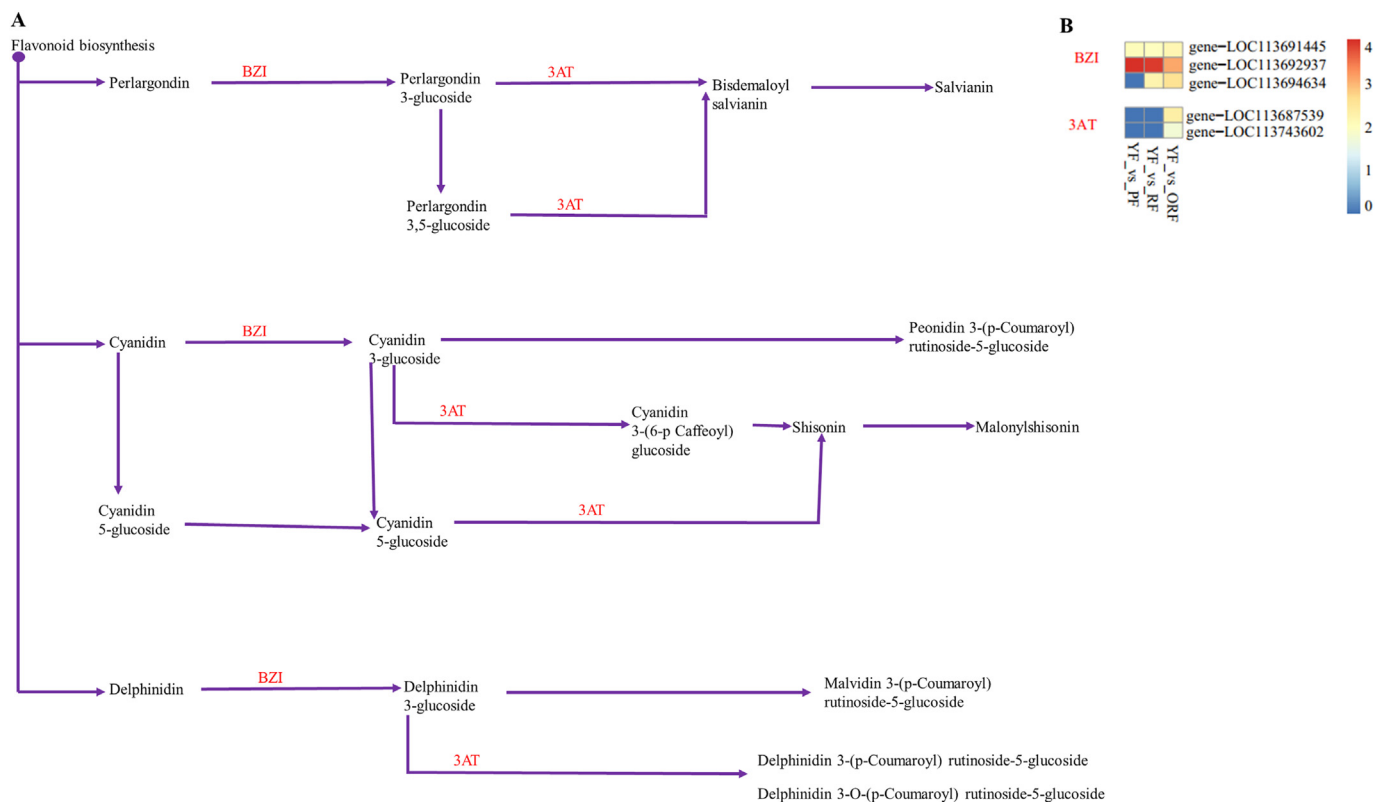 A
Flavonoid biosynthesis
Perlargondin
BZI
Perlargondin
3-glucoside
3AT
Bisdemaloyl
salvianin
Salvianin
Perlargondin
3,5-glucoside
3AT
Cyanidin
BZI
Cyanidin
3-glucoside
Peonidin 3-(p-Coumaroyl)
rutinoside-5-glucoside
3AT
Cyanidin
3-(6-p Caffeoyl)
glucoside
Shisonin
Malonylshisonin
Cyanidin
5-glucoside
Cyanidin
5-glucoside
3AT
Delphinidin
BZI
Delphinidin
3-glucoside
Malvidin 3-(p-Coumaroyl)
rutinoside-5-glucoside
3AT
Delphinidin 3-(p-Coumaroyl) rutinoside-5-glucoside
Delphinidin 3-O-(p-Coumaroyl) rutinoside-5-glucoside
B
BZI
gene-LOC113691445
gene-LOC113692937
gene-LOC113694634
3AT
gene-LOC113687539
gene-LOC113743602
YF_vs_PF
YF_vs_RF
YF_vs_ORF
4
3
2
1
0